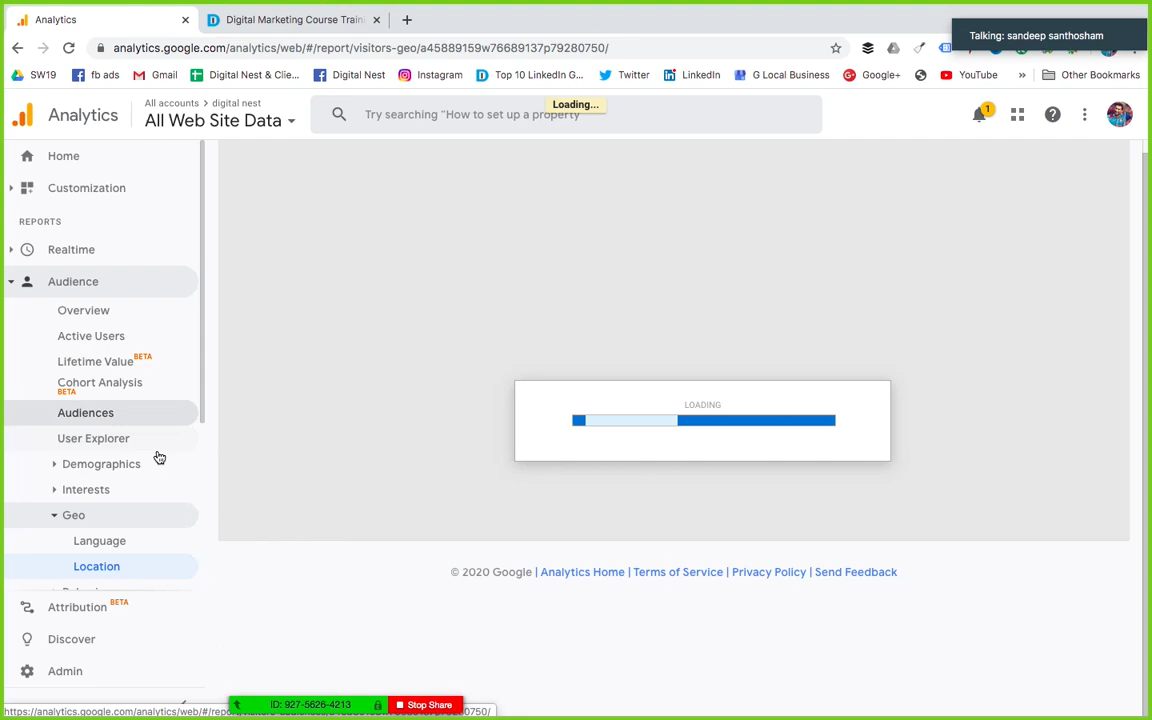 Analytics
Digital Marketing Course Traini
Talking: sandeep santhosham
analytics.google.com/analytics/web/#/report/visitors-geo/a45889159w76689137p79280750/
SW19
fb ads
Gmail
Digital Nest & Clie...
Digital Nest
Instagram
Top 10 LinkedIn G...
Twitter
LinkedIn
G Local Business
Google+
YouTube
»
Other Bookmarks
Analytics
All accounts > digital nest
All Web Site Data
Try searching "How to set up a property
Loading...
1
Home
Customization
REPORTS
Realtime
Audience
Overview
Active Users
Lifetime Value BETA
Cohort Analysis
BETA
Audiences
User Explorer
Demographics
Interests
Geo
Language
Location
Attribution BETA
Discover
Admin
LOADING
© 2020 Google | Analytics Home | Terms of Service | Privacy Policy | Send Feedback
ID: 927-5626-4213
Stop Share